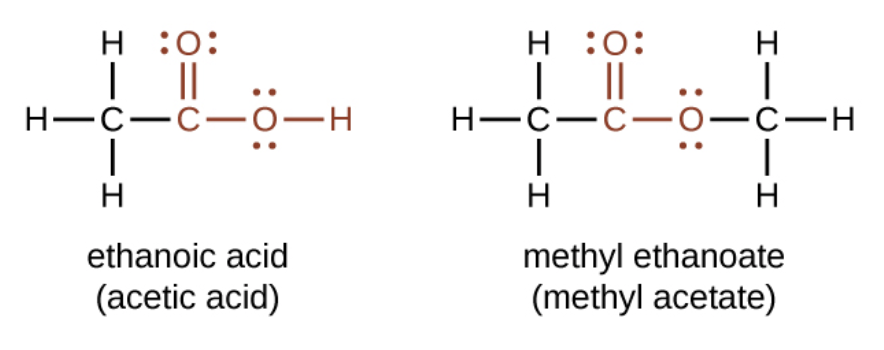 H :O: H :O: H
H C C O H H C C O C H
H H H
ethanoic acid methyl ethanoate
(acetic acid) (methyl acetate)